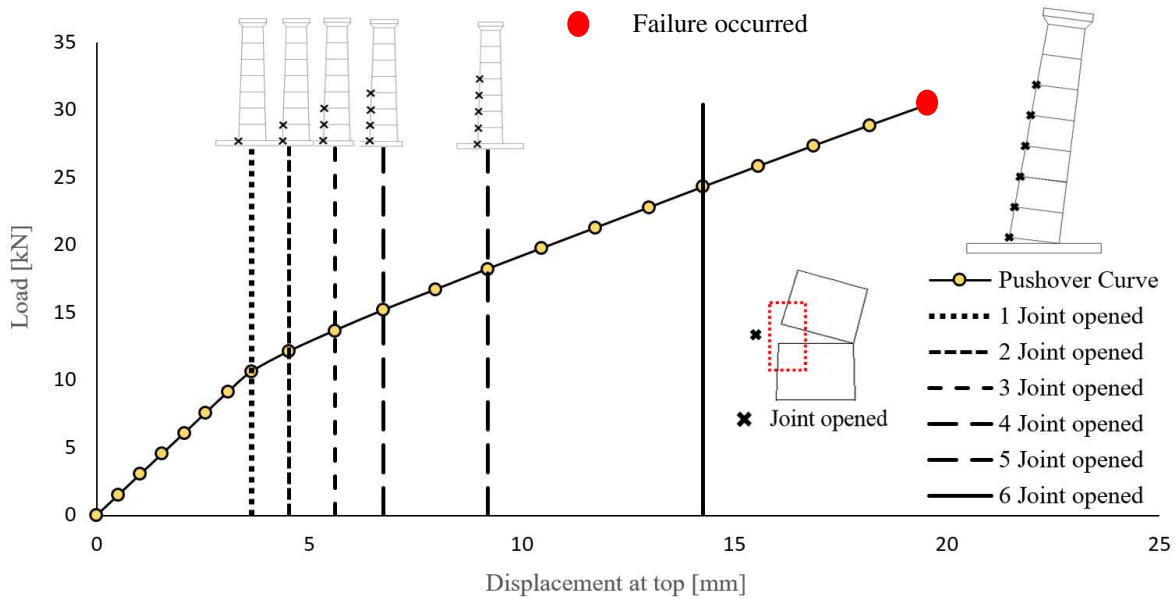 Failure occurred
35
30
25
20
15
10
5
0
Load [kN]
0 5 10 15 20 25
Displacement at top [mm]
Joint opened
Pushover Curve
1 Joint opened
2 Joint opened
3 Joint opened
4 Joint opened
5 Joint opened
6 Joint opened